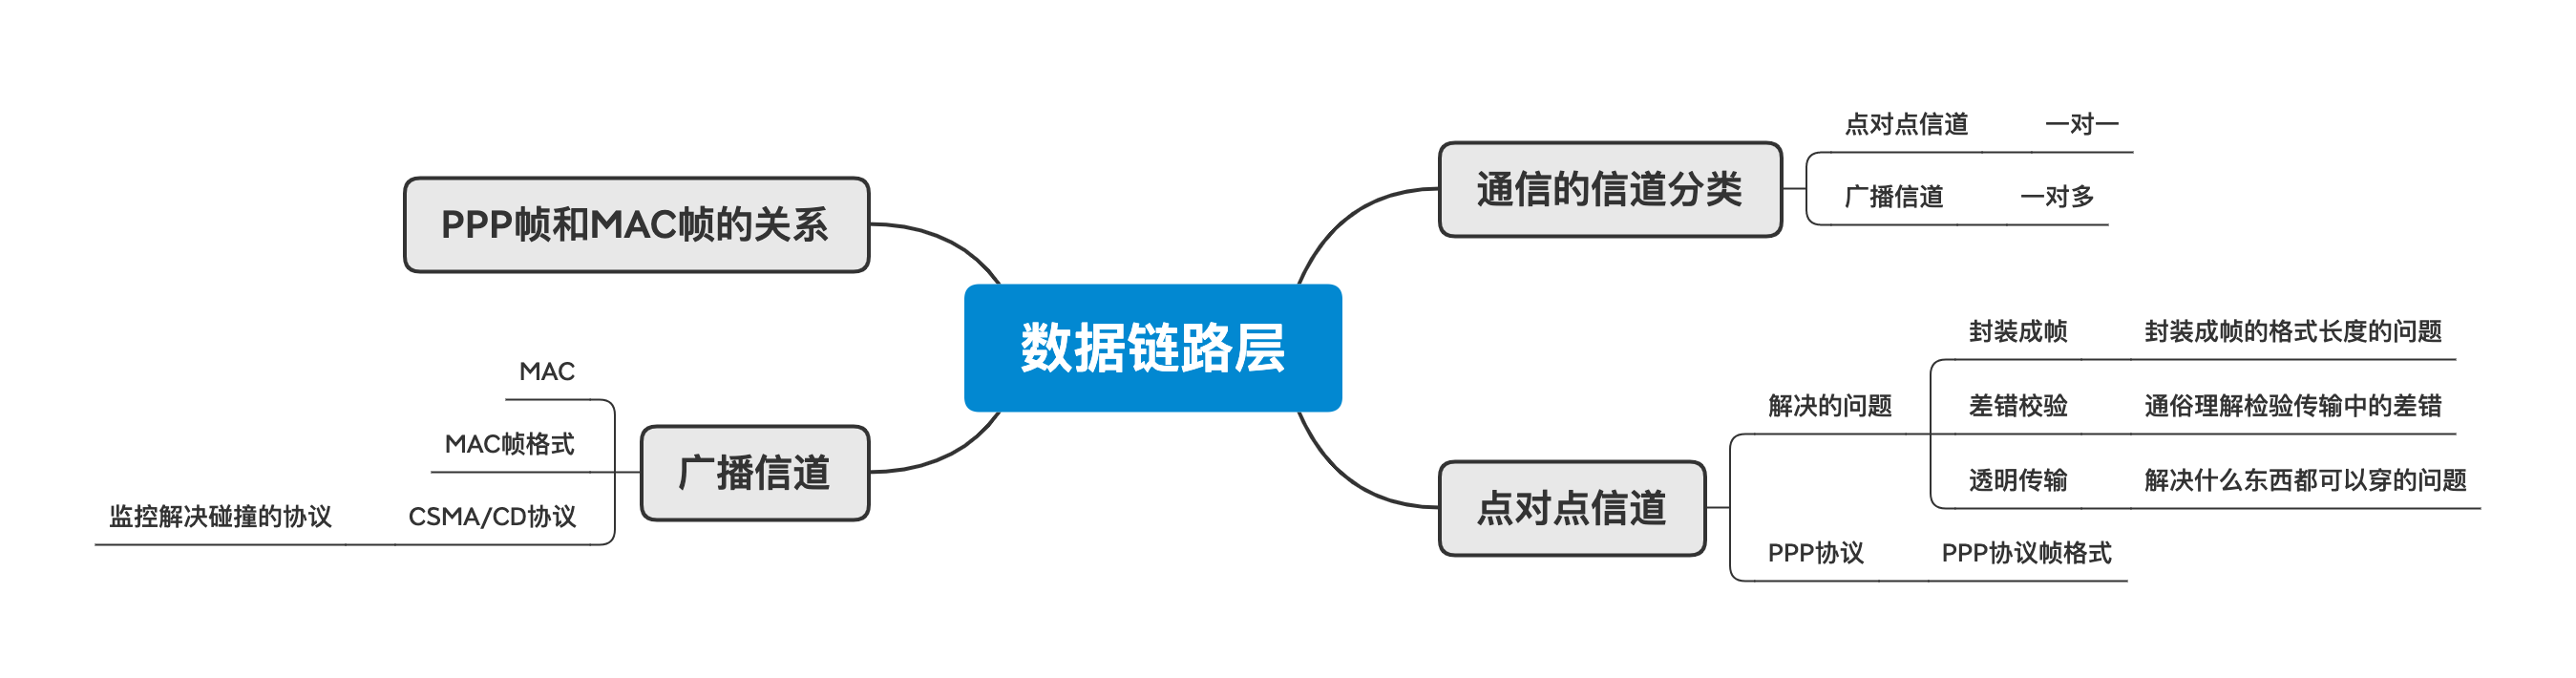 数据链路层
通信的信道分类
点对点信道
一对一
广播信道
一对多
点对点信道
解决的问题
封装成帧
封装成帧的格式长度的问题
差错校验
通俗理解检验传输中的差错
透明传输
解决什么东西都可以穿的问题
PPP协议
PPP协议帧格式
PPP帧和MAC帧的关系
广播信道
MAC
MAC帧格式
CSMA/CD协议
监控解决碰撞的协议